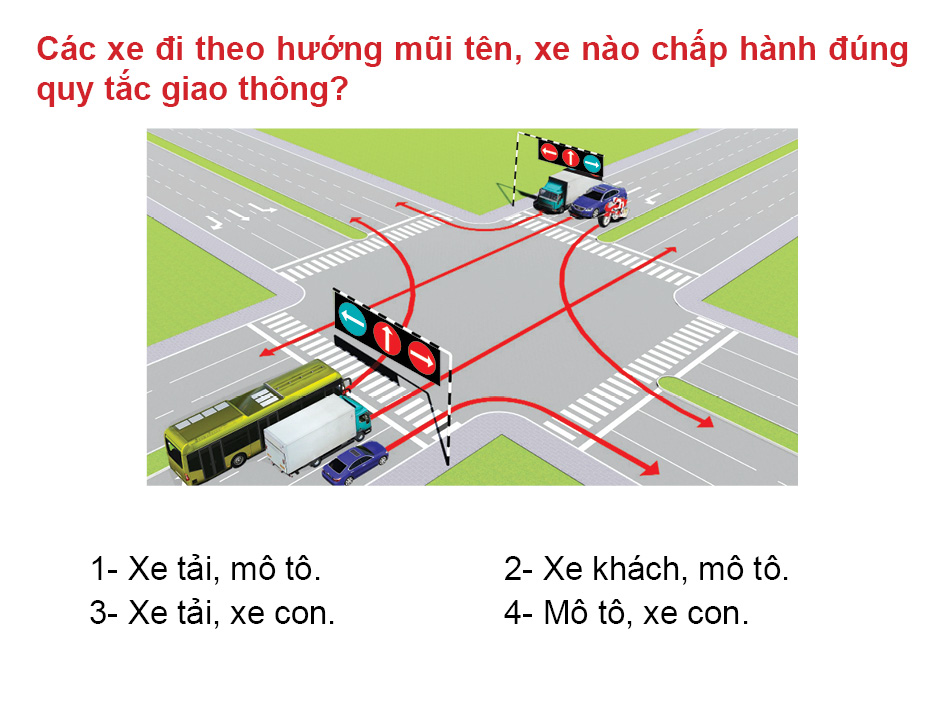 Các xe đi theo hướng mũi tên, xe nào chấp hành đúng
quy tắc giao thông?
1- Xe tải, mô tô.
2- Xe khách, mô tô.
3- Xe tải, xe con.
4- Mô tô, xe con.